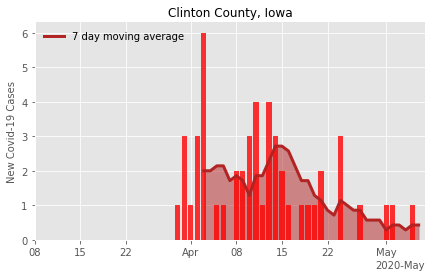 Clinton County, Iowa
7 day moving average
New Covid-19 Cases
6
5
4
3
2
1
0
08 15 22 Apr 08 15 22 May
2020-May